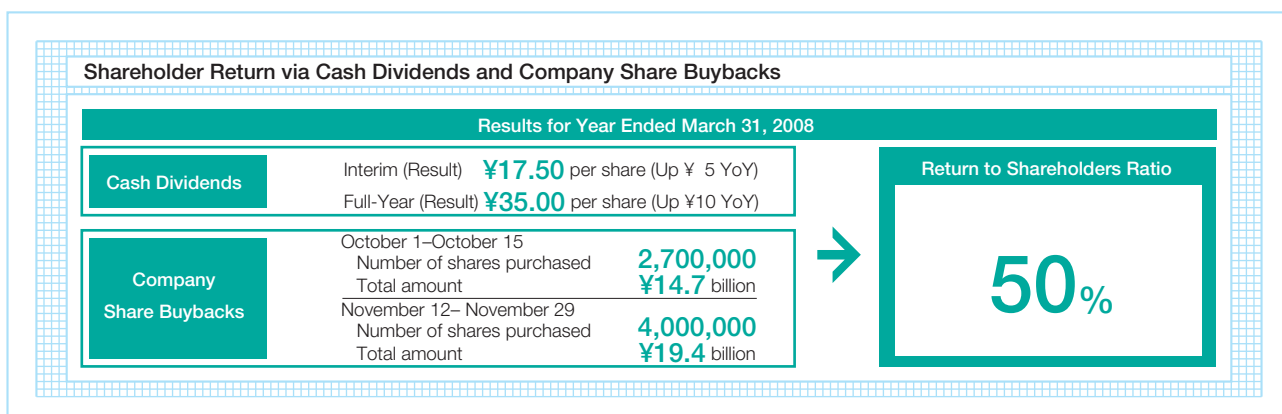 Shareholder Return via Cash Dividends and Company Share Buybacks
Results for Year Ended March 31, 2008
Cash Dividends
Interim (Result) ¥17.50 per share (Up ¥ 5 YoY)
Full-Year (Result) ¥35.00 per share (Up ¥10 YoY)
Company
Share Buybacks
October 1–October 15
Number of shares purchased 2,700,000
Total amount ¥14.7 billion
November 12– November 29
Number of shares purchased 4,000,000
Total amount ¥19.4 billion
Return to Shareholders Ratio
50%